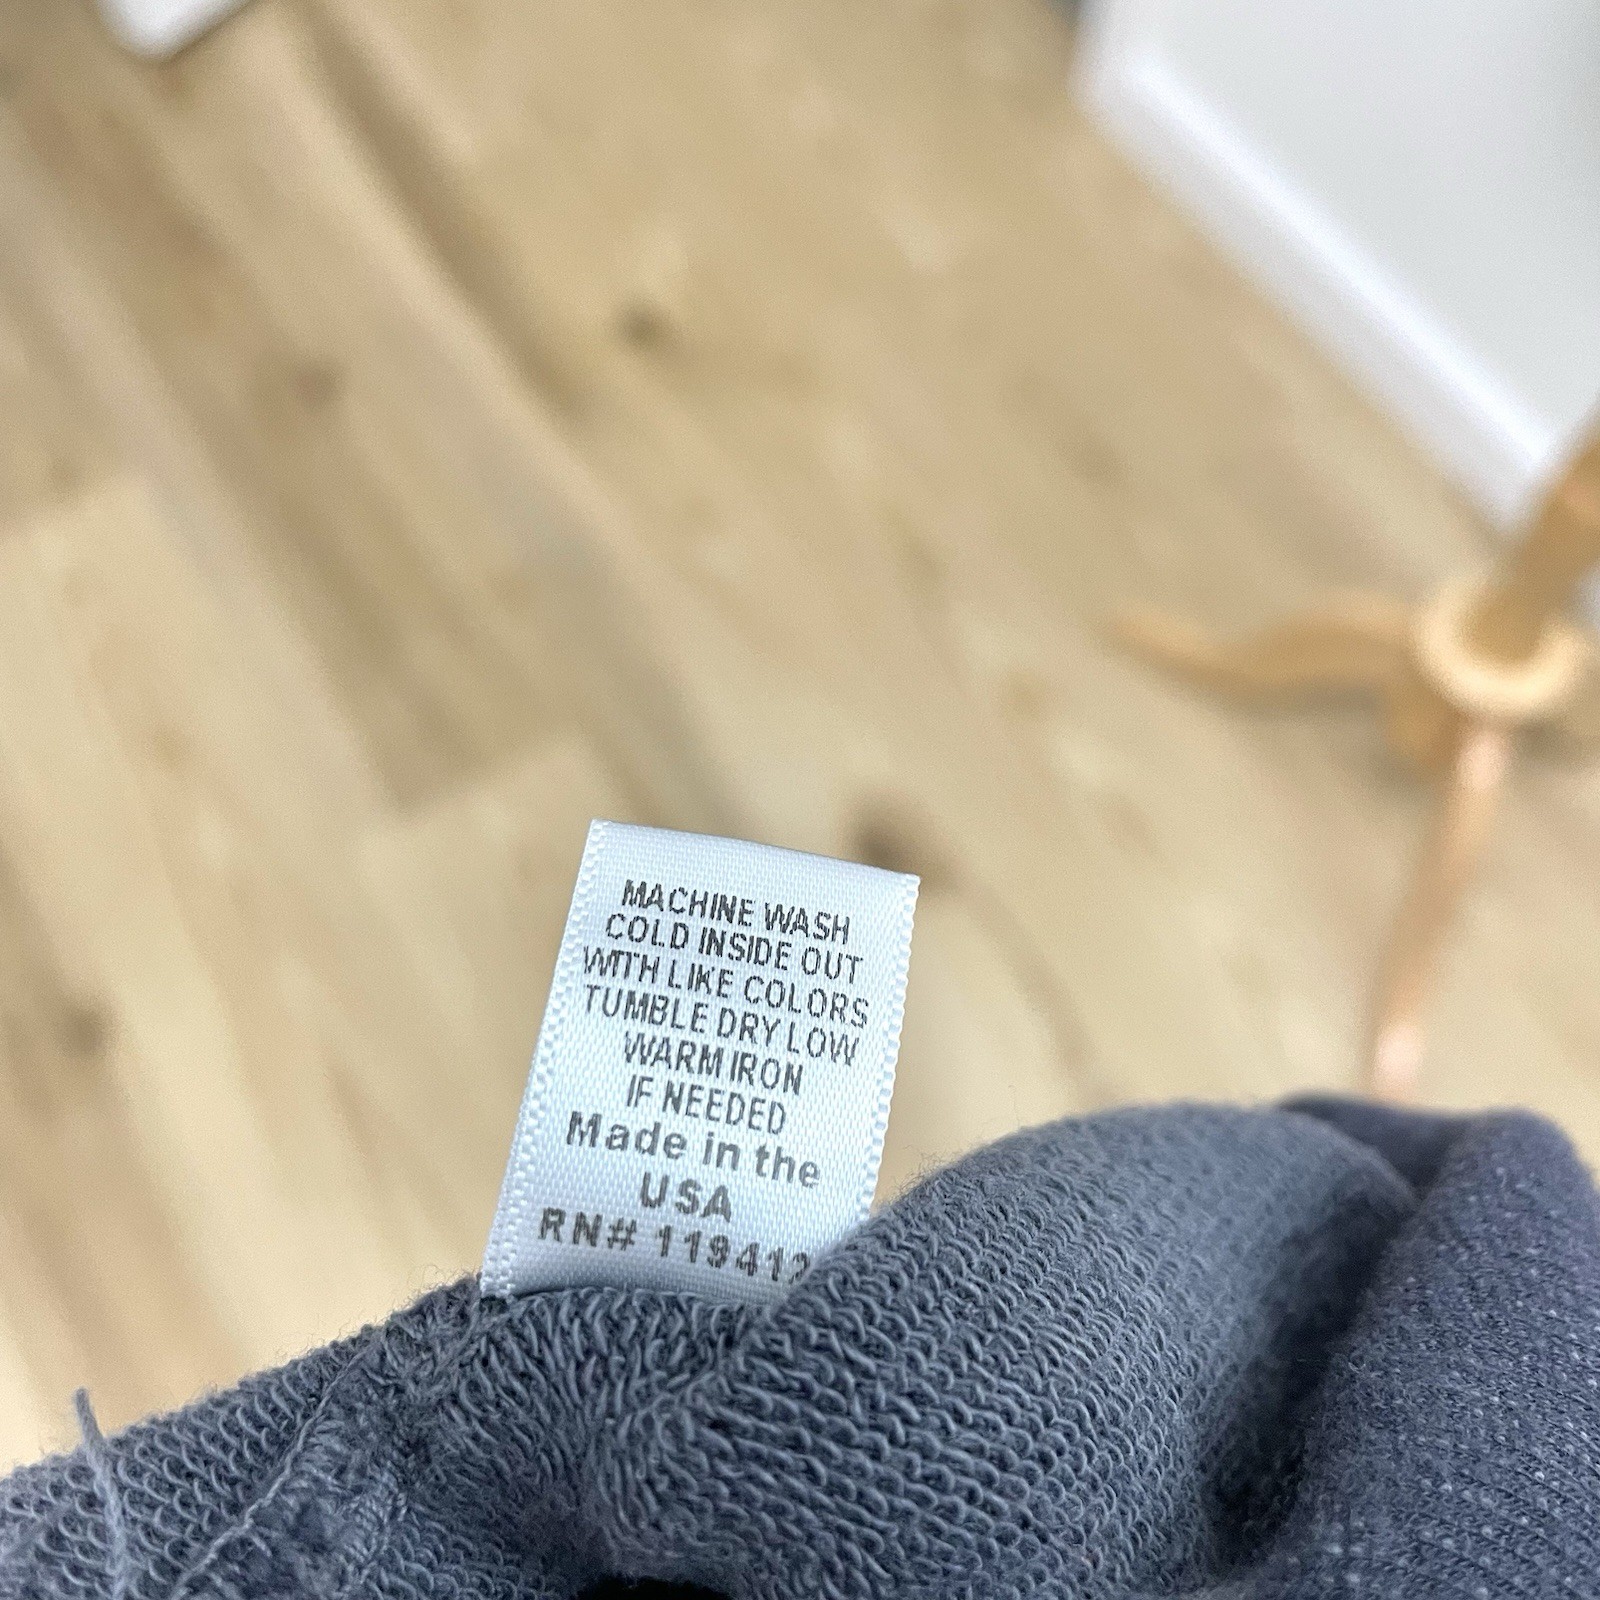 MACHINE WASH
COLD INSIDE OUT
WITH LIKE COLORS
TUMBLE DRY LOW
WARM IRON
IF NEEDED
Made in the
USA
RN# 119412